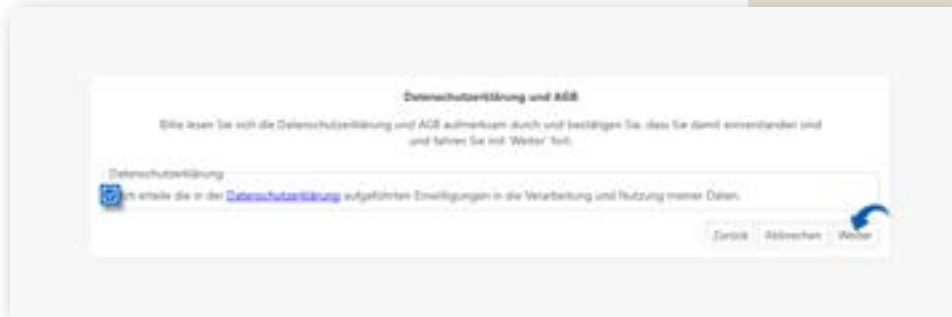 Datenschutzerklärung und AGB
Bitte lesen Sie sich die Datenschutzerklärung und AGB aufmerksam durch und bestätigen Sie, dass Sie damit einverstanden sind
und fahren Sie mit 'Weiter' fort.
Datenschutzerklärung
Ich erteile die in der Datenschutzerklärung aufgeführten Einwilligungen in die Verarbeitung und Nutzung meiner Daten.
Zurück Abbrechen Weiter